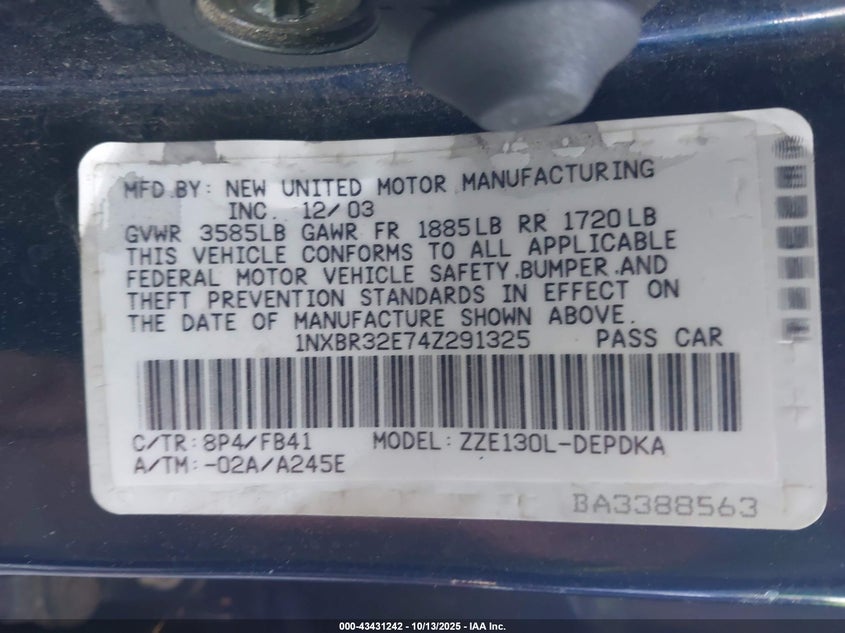 MFD.BY: NEW UNITED MOTOR MANUFACTURING
INC. 12/03
GVWR 3585LB GAWR FR 1885LB RR 1720LB
THIS VEHICLE CONFORMS TO ALL APPLICABLE
FEDERAL MOTOR VEHICLE SAFETY.BUMPER.AND
THEFT PREVENTION STANDARDS IN EFFECT ON
THE DATE OF MANUFACTURE SHOWN ABOVE.
1NXBR32E74Z291325 PASS CAR
C/TR:8P4/FB41 MODEL:ZZE130L-DEPDKA
A/TM:-02A/A245E
BA3388563
000-43431242 - 10/13/2025 - IAA Inc.